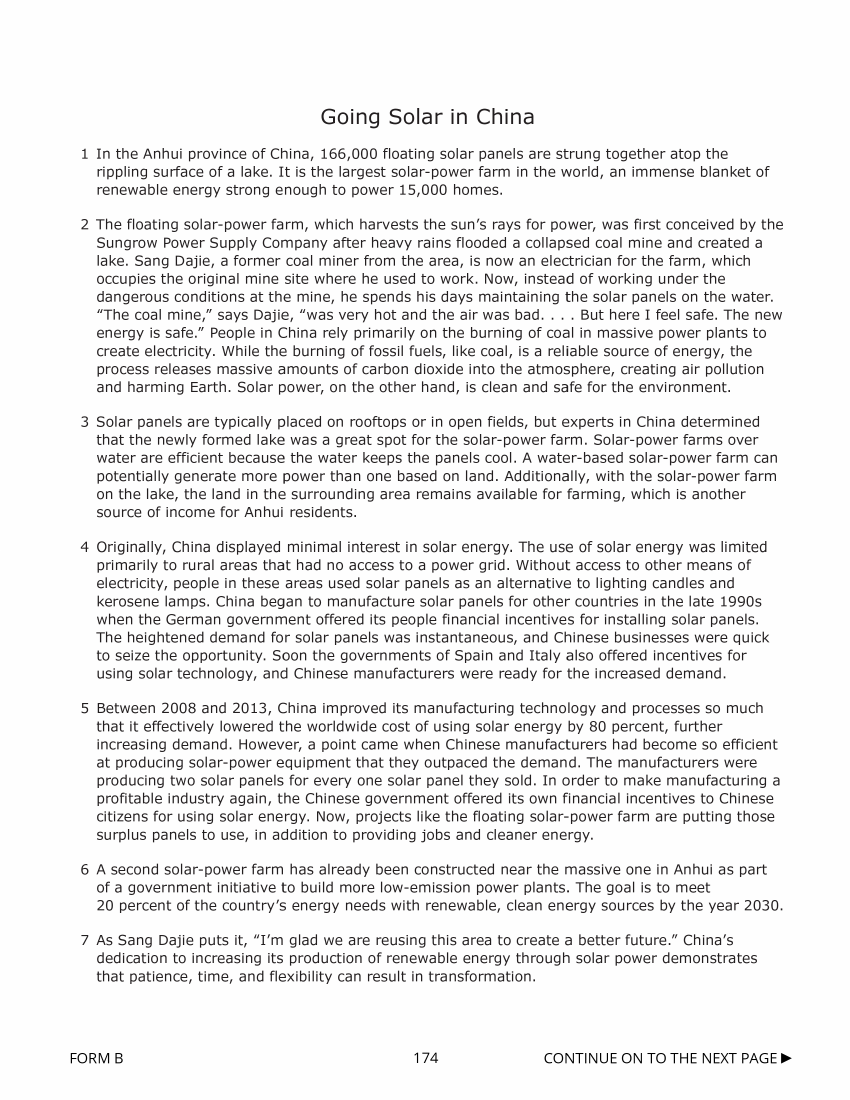 Going Solar in China
1 In the Anhui province of China, 166,000 floating solar panels are strung together atop the
rippling surface of a lake. It is the largest solar-power farm in the world, an immense blanket of
renewable energy strong enough to power 15,000 homes.
2 The floating solar-power farm, which harvests the sun’s rays for power, was first conceived by the
Sungrow Power Supply Company after heavy rains flooded a collapsed coal mine and created a
lake. Sang Dajie, a former coal miner from the area, is now an electrician for the farm, which
occupies the original mine site where he used to work. Now, instead of working under the
dangerous conditions at the mine, he spends his days maintaining the solar panels on the water.
“The coal mine,” says Dajie, “was very hot and the air was bad. . . . But here I feel safe. The new
energy is safe.” People in China rely primarily on the burning of coal in massive power plants to
create electricity. While the burning of fossil fuels, like coal, is a reliable source of energy, the
process releases massive amounts of carbon dioxide into the atmosphere, creating air pollution
and harming Earth. Solar power, on the other hand, is clean and safe for the environment.
3 Solar panels are typically placed on rooftops or in open fields, but experts in China determined
that the newly formed lake was a great spot for the solar-power farm. Solar-power farms over
water are efficient because the water keeps the panels cool. A water-based solar-power farm can
potentially generate more power than one based on land. Additionally, with the solar-power farm
on the lake, the land in the surrounding area remains available for farming, which is another
source of income for Anhui residents.
4 Originally, China displayed minimal interest in solar energy. The use of solar energy was limited
primarily to rural areas that had no access to a power grid. Without access to other means of
electricity, people in these areas used solar panels as an alternative to lighting candles and
kerosene lamps. China began to manufacture solar panels for other countries in the late 1990s
when the German government offered its people financial incentives for installing solar panels.
The heightened demand for solar panels was instantaneous, and Chinese businesses were quick
to seize the opportunity. Soon the governments of Spain and Italy also offered incentives for
using solar technology, and Chinese manufacturers were ready for the increased demand.
5 Between 2008 and 2013, China improved its manufacturing technology and processes so much
that it effectively lowered the worldwide cost of using solar energy by 80 percent, further
increasing demand. However, a point came when Chinese manufacturers had become so efficient
at producing solar-power equipment that they outpaced the demand. The manufacturers were
producing two solar panels for every one solar panel they sold. In order to make manufacturing a
profitable industry again, the Chinese government offered its own financial incentives to Chinese
citizens for using solar energy. Now, projects like the floating solar-power farm are putting those
surplus panels to use, in addition to providing jobs and cleaner energy.
6 A second solar-power farm has already been constructed near the massive one in Anhui as part
of a government initiative to build more low-emission power plants. The goal is to meet
20 percent of the country’s energy needs with renewable, clean energy sources by the year 2030.
7 As Sang Dajie puts it, “I’m glad we are reusing this area to create a better future.” China’s
dedication to increasing its production of renewable energy through solar power demonstrates
that patience, time, and flexibility can result in transformation.
FORM B 174 CONTINUE ON TO THE NEXT PAGE ►